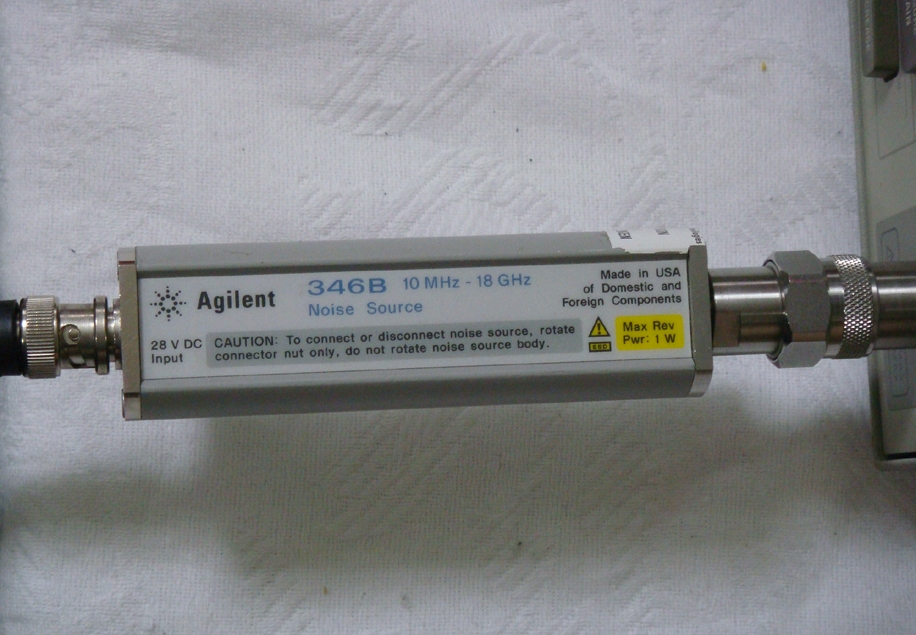 Agilent
346B 10 MHz - 18 GHz
Noise Source
Made in USA
of Domestic and
Foreign Components
28 V DC
Input
CAUTION: To connect or disconnect noise source, rotate
connector nut only, do not rotate noise source body.
Max Rev
Pwr: 1 W